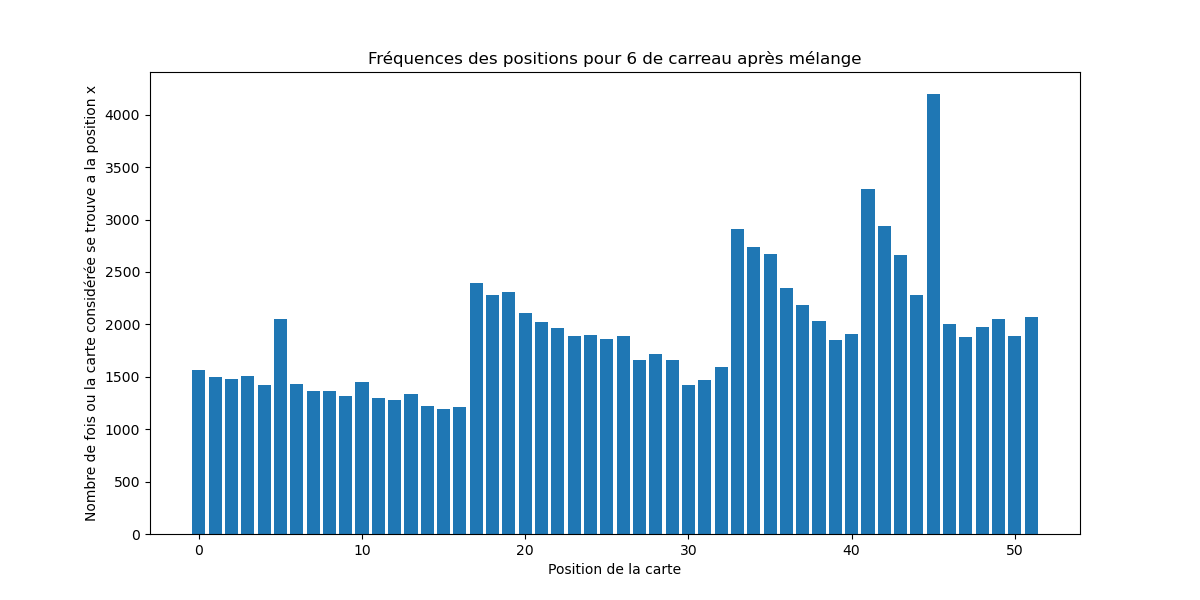 Fréquences des positions pour 6 de carreau après mélange
Nombre de fois ou la carte considérée se trouve a la position x
4000
3500
3000
2500
2000
1500
1000
500
0
0 10 20 30 40 50
Position de la carte